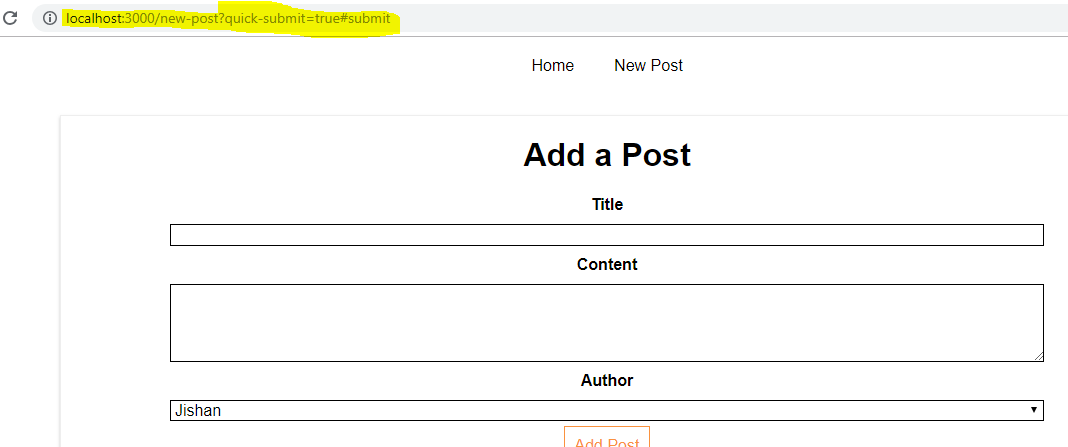 localhost:3000/new-post?quick-submit=true#submit
Home New Post
Add a Post
Title
Content
Author
Jishan
Add Post